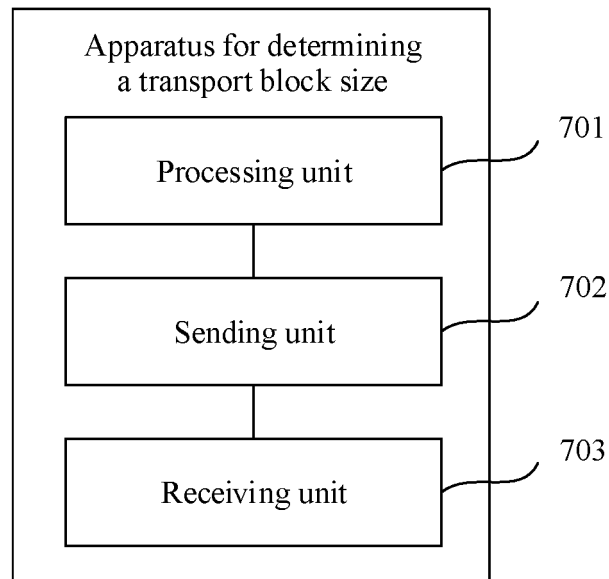 Apparatus for determining
a transport block size
Processing unit
701
Sending unit
702
Receiving unit
703